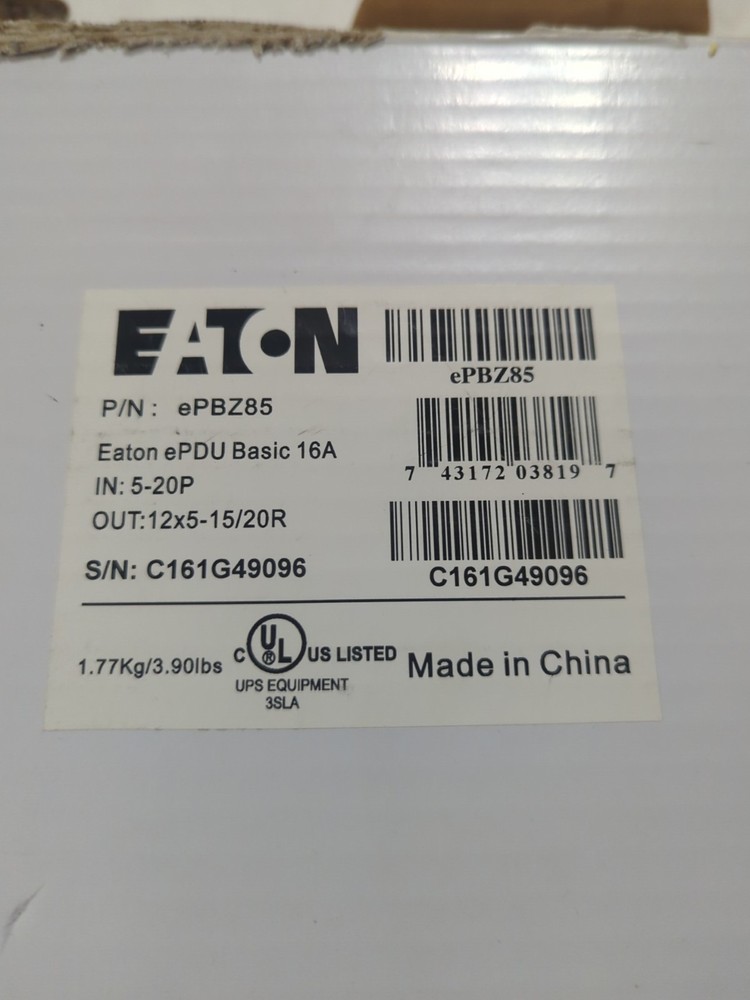 EATON
ePBZ85
P/N: ePBZ85
7 43172 03819 7
Eaton ePDU Basic 16A
IN: 5-20P
OUT:12x5-15/20R
S/N: C161G49096
C161G49096
1.77Kg/3.90lbs
C UL ® US LISTED
UPS EQUIPMENT
3SLA
Made in China